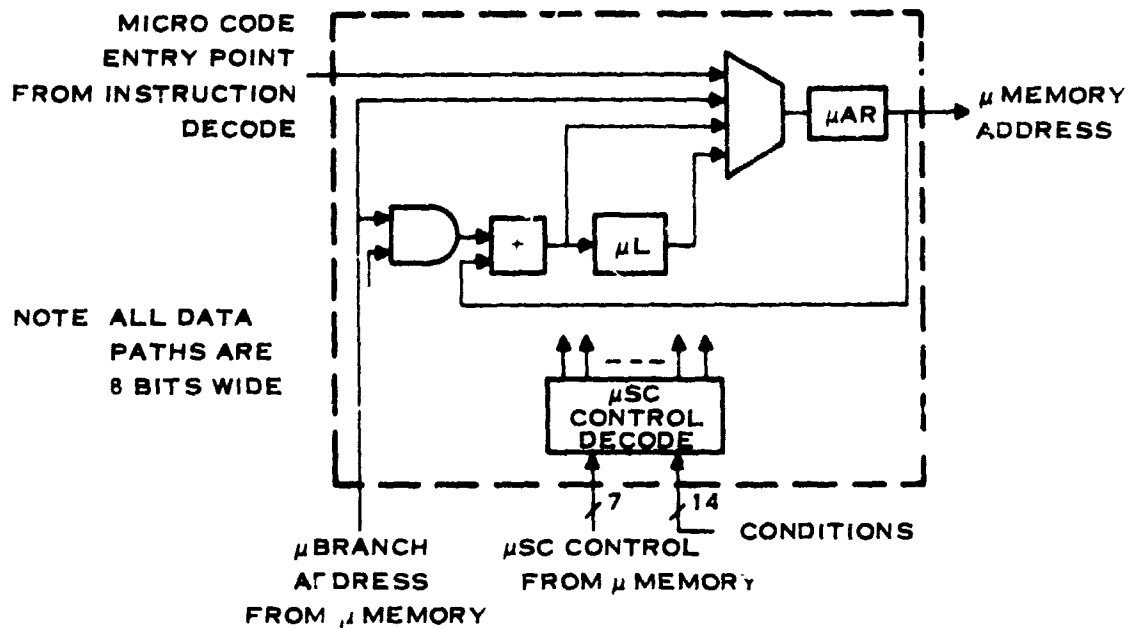 MICRO CODE
ENTRY POINT
FROM INSTRUCTION
DECODE
μAR
μ MEMORY
ADDRESS
+
μL
NOTE ALL DATA
PATHS ARE
8 BITS WIDE
μSC
CONTROL
DECODE
7
14
CONDITIONS
μBRANCH
ADDRESS
FROM μ MEMORY
μSC CONTROL
FROM μ MEMORY